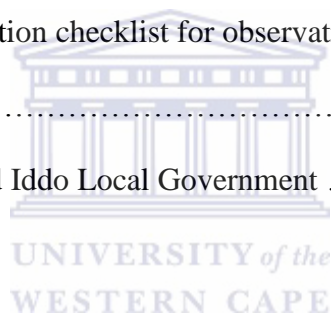 tion checklist for observat
........................................
l Iddo Local Government .
UNIVERSITY of the
WESTERN CAPE